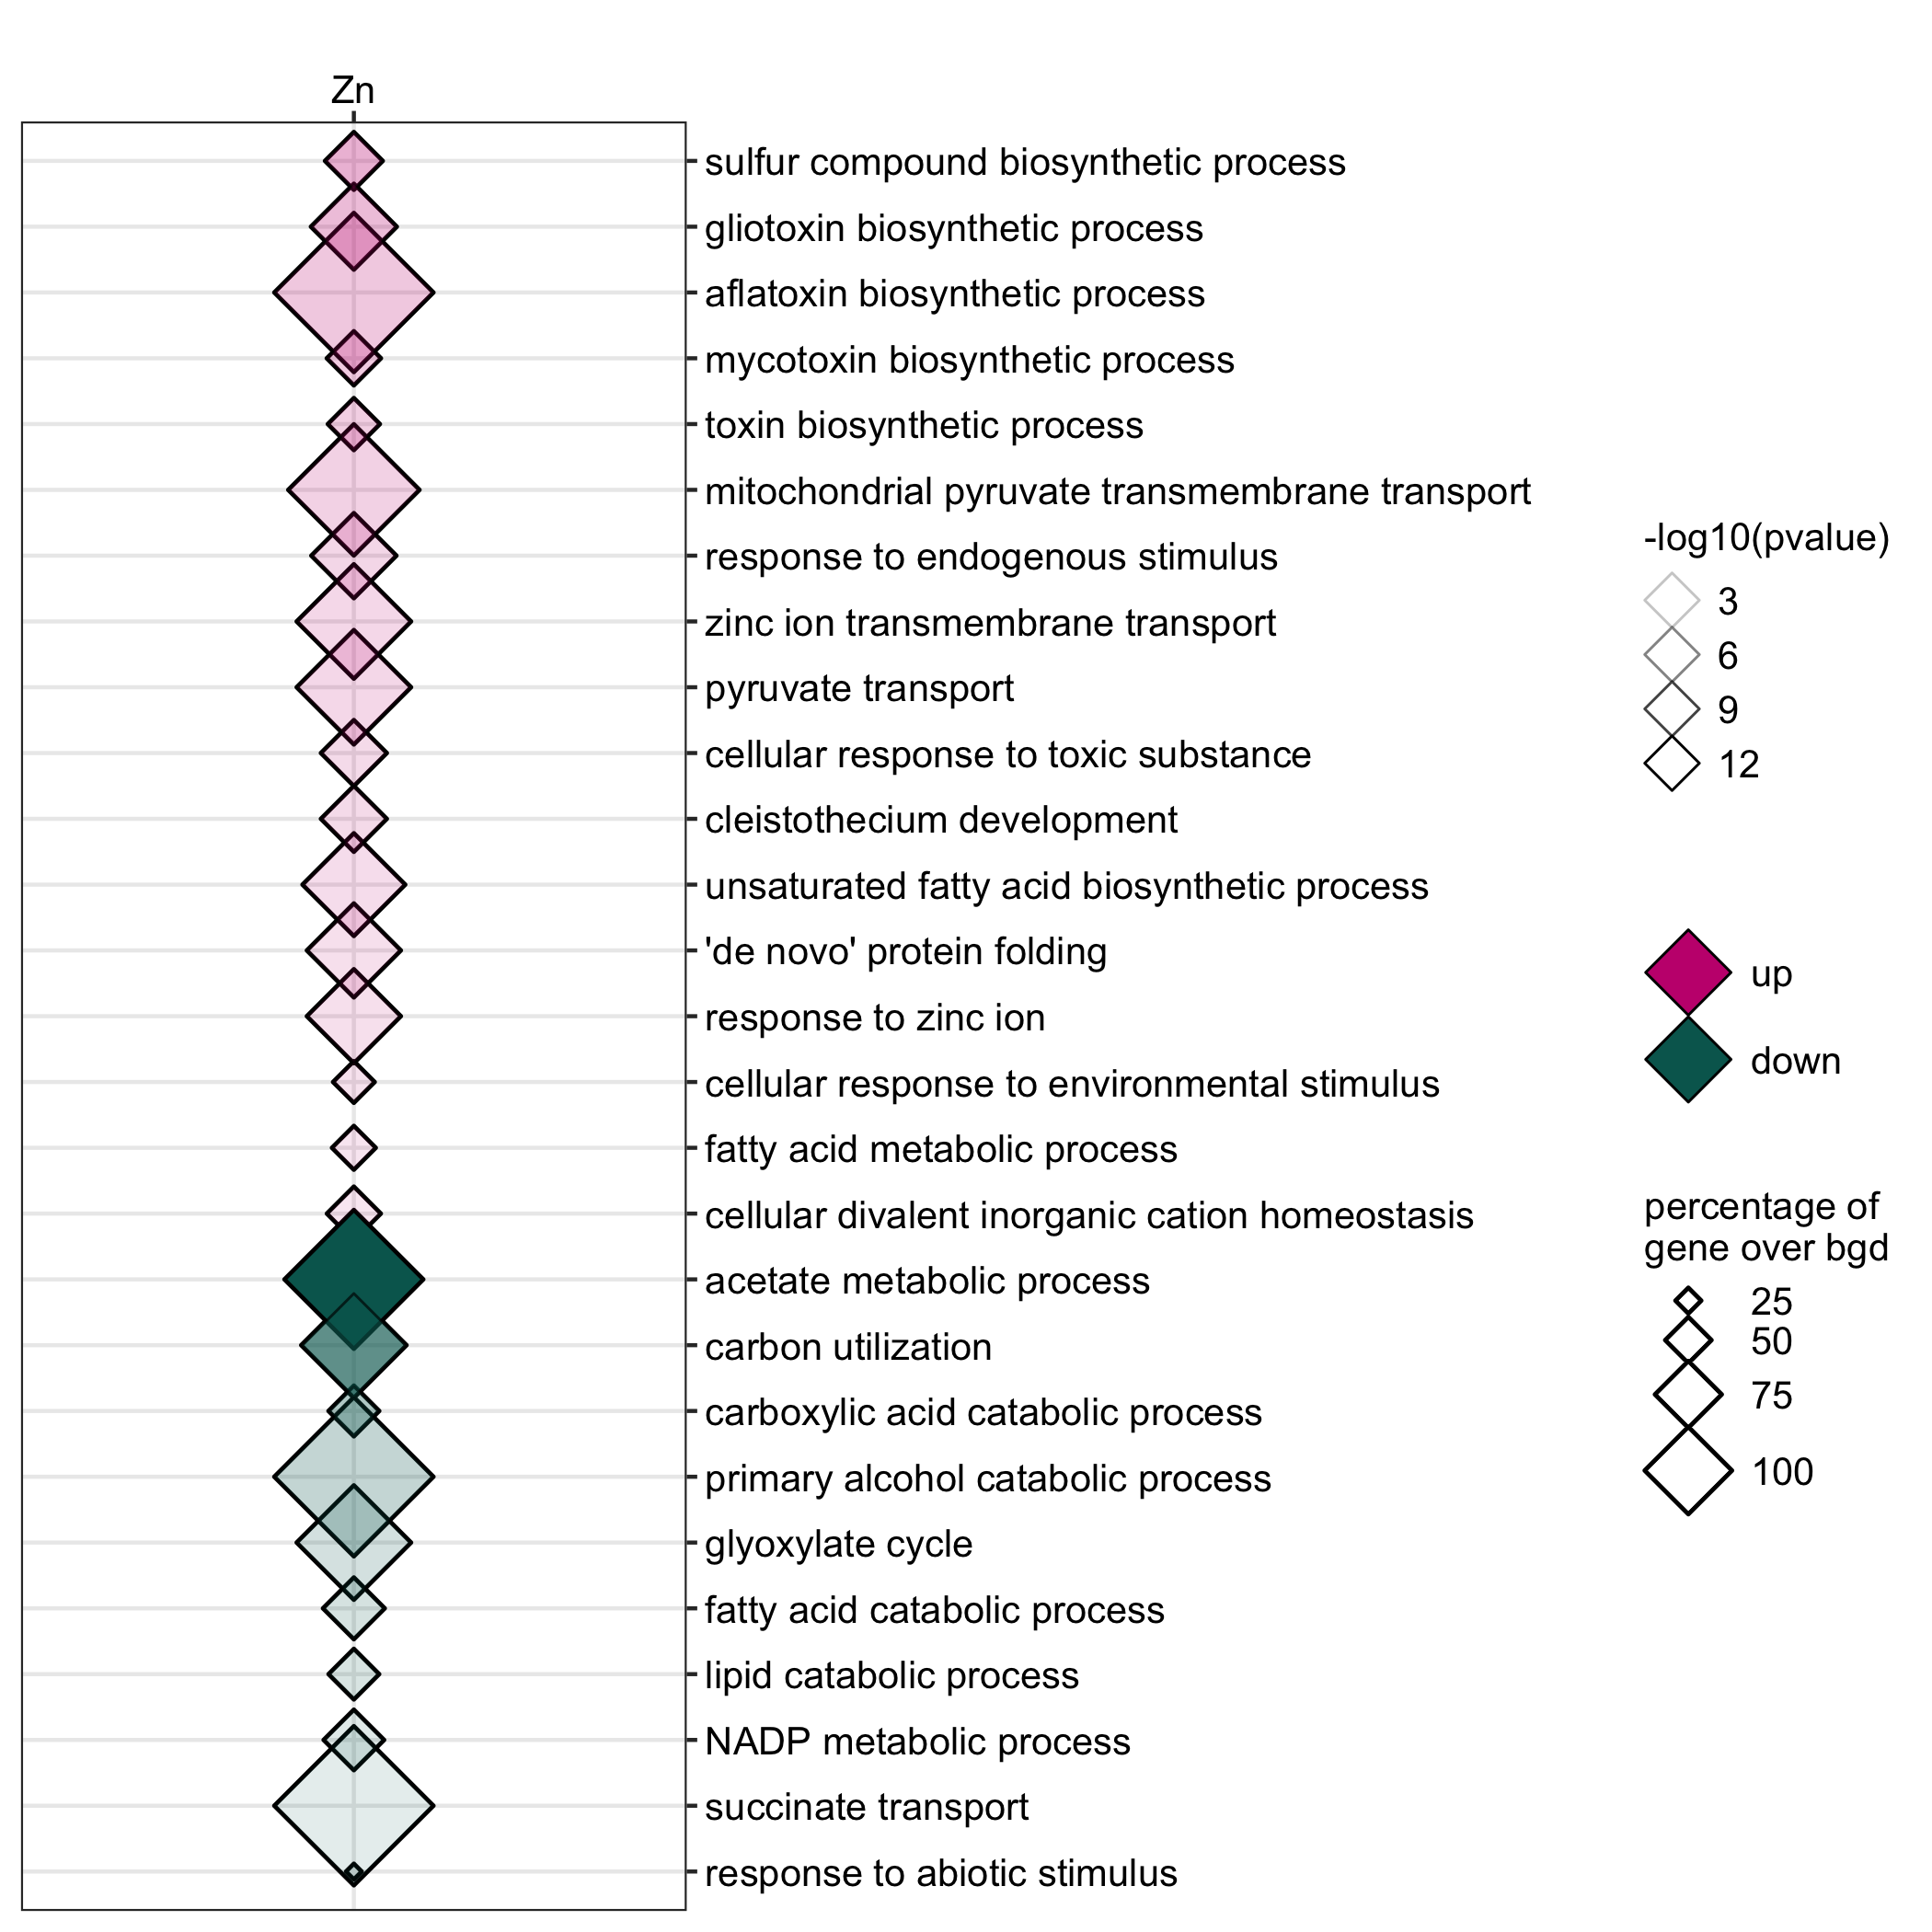 Zn
sulfur compound biosynthetic process
gliotoxin biosynthetic process
aflatoxin biosynthetic process
mycotoxin biosynthetic process
toxin biosynthetic process
mitochondrial pyruvate transmembrane transport
response to endogenous stimulus
zinc ion transmembrane transport
pyruvate transport
cellular response to toxic substance
cleistothecium development
unsaturated fatty acid biosynthetic process
'de novo' protein folding
response to zinc ion
cellular response to environmental stimulus
fatty acid metabolic process
cellular divalent inorganic cation homeostasis
acetate metabolic process
carbon utilization
carboxylic acid catabolic process
primary alcohol catabolic process
glyoxylate cycle
fatty acid catabolic process
lipid catabolic process
NADP metabolic process
succinate transport
response to abiotic stimulus
-log10(pvalue)
3
6
9
12
up
down
percentage of
gene over bgd
25
50
75
100